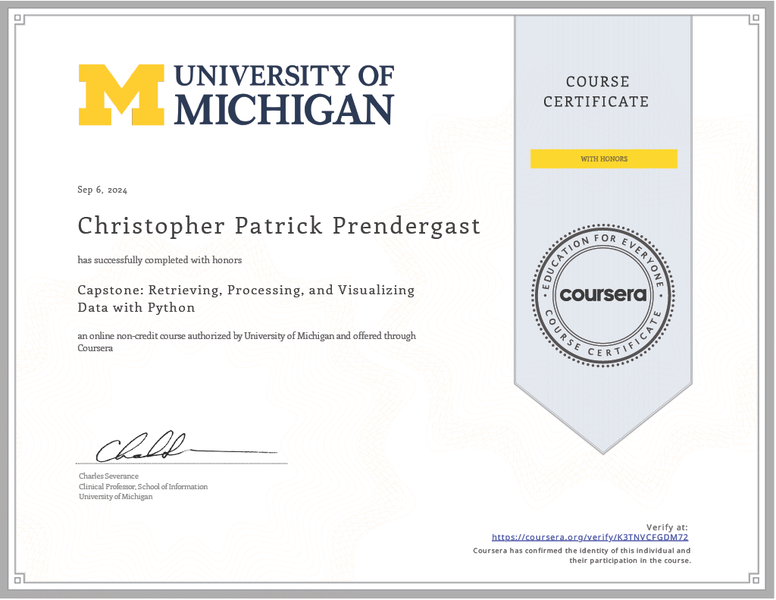 UNIVERSITY OF
MICHIGAN
COURSE
CERTIFICATE
WITH HONORS
Sep 6, 2024
Christopher Patrick Prendergast
has successfully completed with honors
Capstone: Retrieving, Processing, and Visualizing
Data with Python
an online non-credit course authorized by University of Michigan and offered through
Coursera
EDUCATION FOR EVERYONE
coursera
COURSE CERTIFICATE
Charles Severance
Clinical Professor, School of Information
University of Michigan
Verify at:
https://coursera.org/verify/K3TNVCFGDM72
Coursera has confirmed the identity of this individual and
their participation in the course.